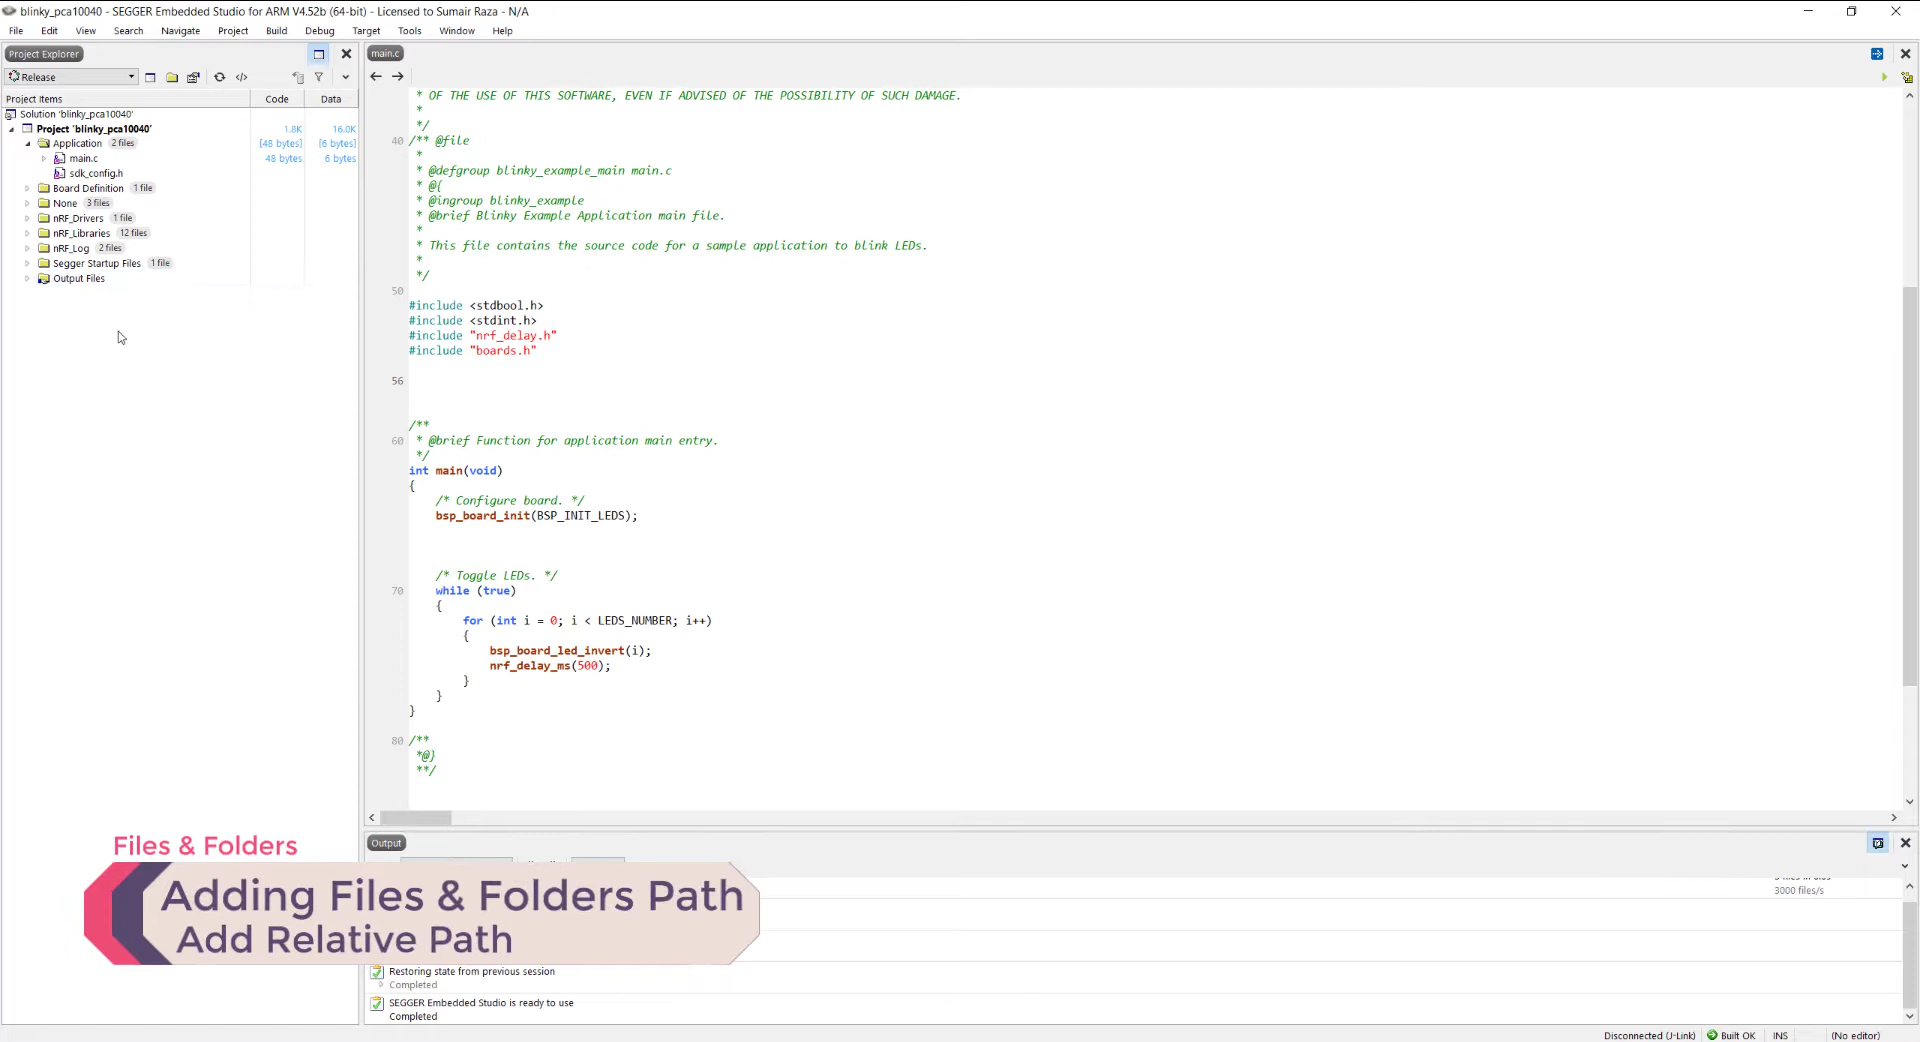 blinky_pca10040 - SEGGER Embedded Studio for ARM V4.52b (64-bit) - Licensed to Sumair Raza - N/A
File Edit View Search Navigate Project Build Debug Target Tools Window Help
Project Explorer
Release
Project Items Code Data
Solution 'blinky_pca10040'
Project 'blinky_pca10040' 1.8K 16.0K
Application 2 files [48 bytes] [6 bytes]
main.c 48 bytes 6 bytes
sdk_config.h
Board Definition 1 file
None 3 files
nRF_Drivers 1 file
nRF_Libraries 12 files
nRF_Log 2 files
Segger Startup Files 1 file
Output Files
main.c
* OF THE USE OF THIS SOFTWARE, EVEN IF ADVISED OF THE POSSIBILITY OF SUCH DAMAGE.
*
*/
40 /** @file
*
* @defgroup blinky_example_main main.c
* @{
* @ingroup blinky_example
* @brief Blinky Example Application main file.
*
* This file contains the source code for a sample application to blink LEDs.
*
*/
50
#include <stdbool.h>
#include <stdint.h>
#include "nrf_delay.h"
#include "boards.h"
56
/**
60 * @brief Function for application main entry.
*/
int main(void)
{
/* Configure board. */
bsp_board_init(BSP_INIT_LEDS);
/* Toggle LEDs. */
70 while (true)
{
for (int i = 0; i < LEDS_NUMBER; i++)
{
bsp_board_led_invert(i);
nrf_delay_ms(500);
}
}
}
80 /**
*@}
**/
Output
3000 files/s
Restoring state from previous session
Completed
SEGGER Embedded Studio is ready to use
Completed
Files & Folders
Adding Files & Folders Path
Add Relative Path
Disconnected (J-Link) Built OK INS (No editor)